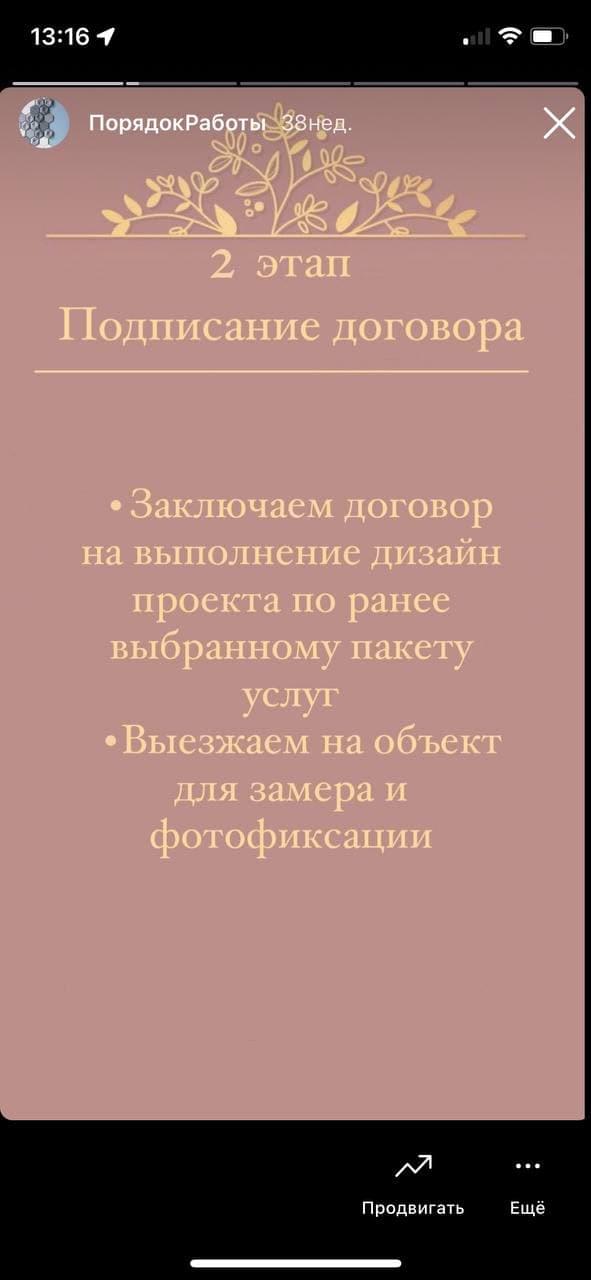 13:16
ПорядокРаботы 38нед.
2 этап
Подписание договора
•Заключаем договор
на выполнение дизайн
проекта по ранее
выбранному пакету
услуг
•Выезжаем на объект
для замера и
фотофиксации
Продвигать Ещё